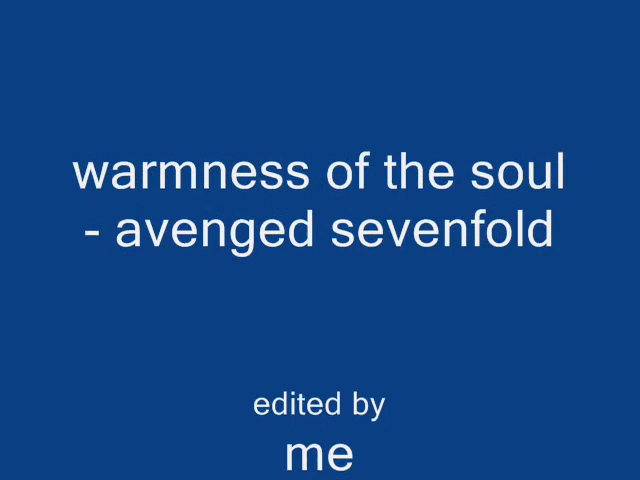 warmness of the soul
- avenged sevenfold
edited by
me